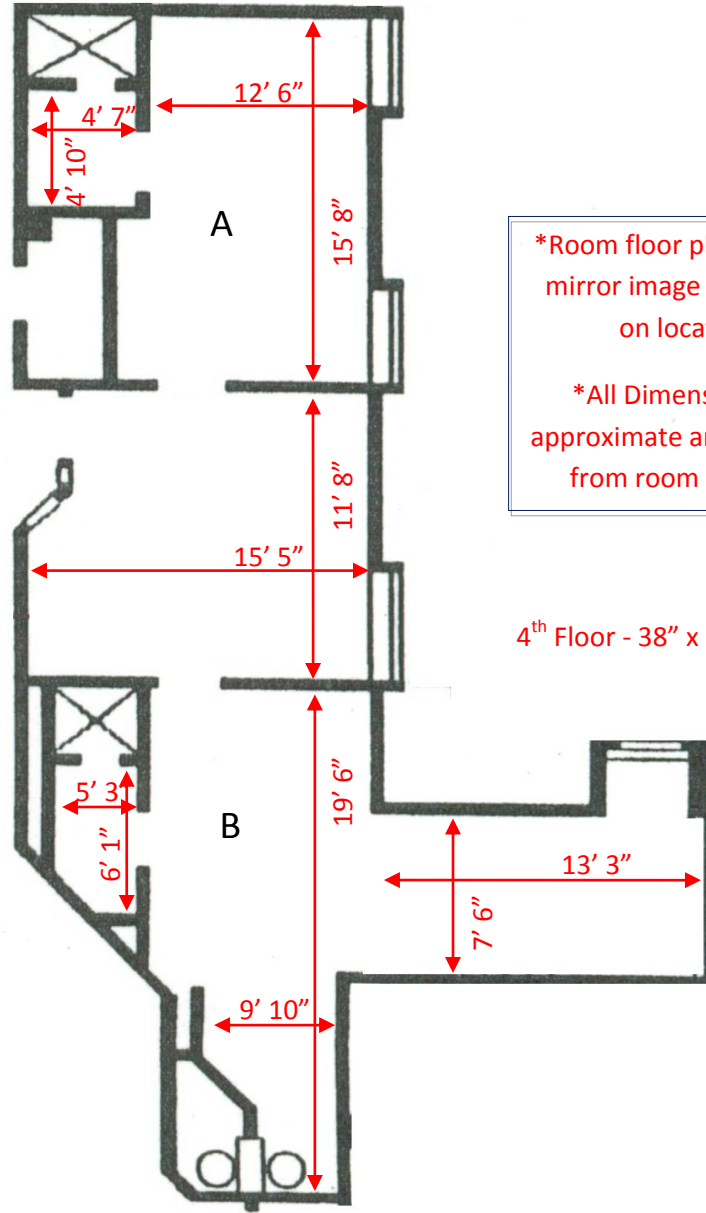 12’ 6”
4’ 7”
4’ 10”
15’ 8”
A
*Room floor p
mirror image
on loca
*All Dimens
approximate a
from room
11’ 8”
15’ 5”
4th Floor - 38” x
5’ 3
6’ 1”
B
19’ 6”
13’ 3”
7’ 6”
9’ 10”